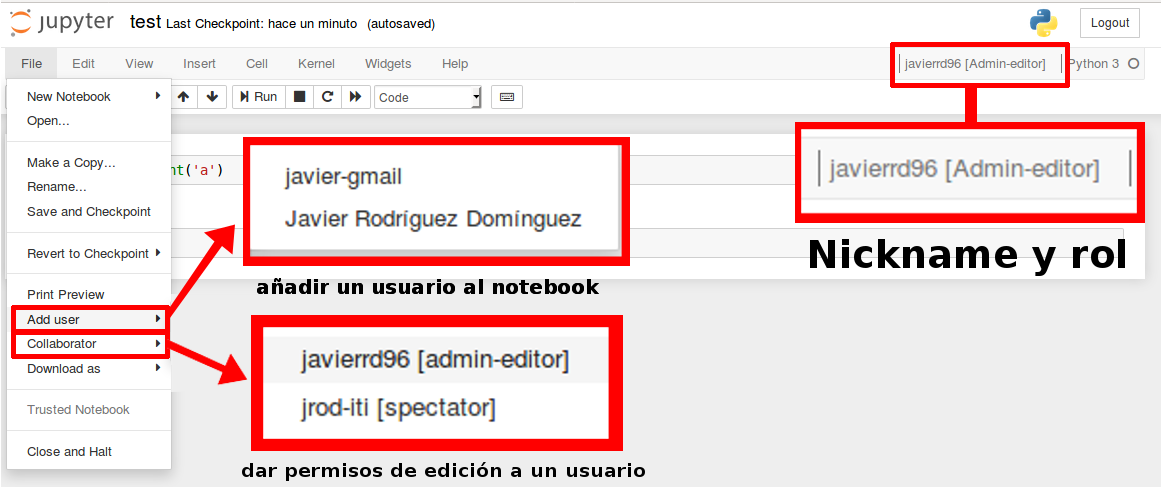 jupyter test Last Checkpoint: hace un minuto (autosaved)
Logout
File Edit View Insert Cell Kernel Widgets Help
javierrd96 [Admin-editor]
Python 3
Run
Code
New Notebook
Open...
Make a Copy...
Rename...
Save and Checkpoint
Revert to Checkpoint
Print Preview
Add user
Collaborator
Download as
Trusted Notebook
Close and Halt
nt('a')
javier-gmail
Javier Rodríguez Domínguez
añadir un usuario al notebook
javierrd96 [admin-editor]
jrod-iti [spectator]
dar permisos de edición a un usuario
javierrd96 [Admin-editor]
Nickname y rol